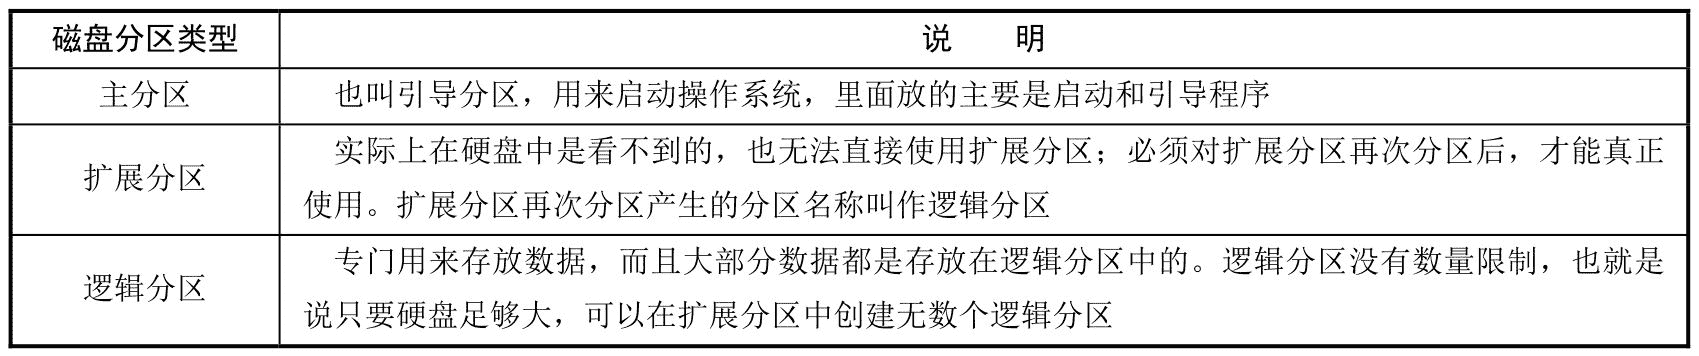 磁盘分区类型 说 明
主分区 也叫引导分区，用来启动操作系统，里面放的主要是启动和引导程序
扩展分区
实际上在硬盘中是看不到的，也无法直接使用扩展分区；必须对扩展分区再次分区后，才能真正
使用。扩展分区再次分区产生的分区名称叫作逻辑分区
逻辑分区
专门用来存放数据，而且大部分数据都是存放在逻辑分区中的。逻辑分区没有数量限制，也就是
说只要硬盘足够大，可以在扩展分区中创建无数个逻辑分区